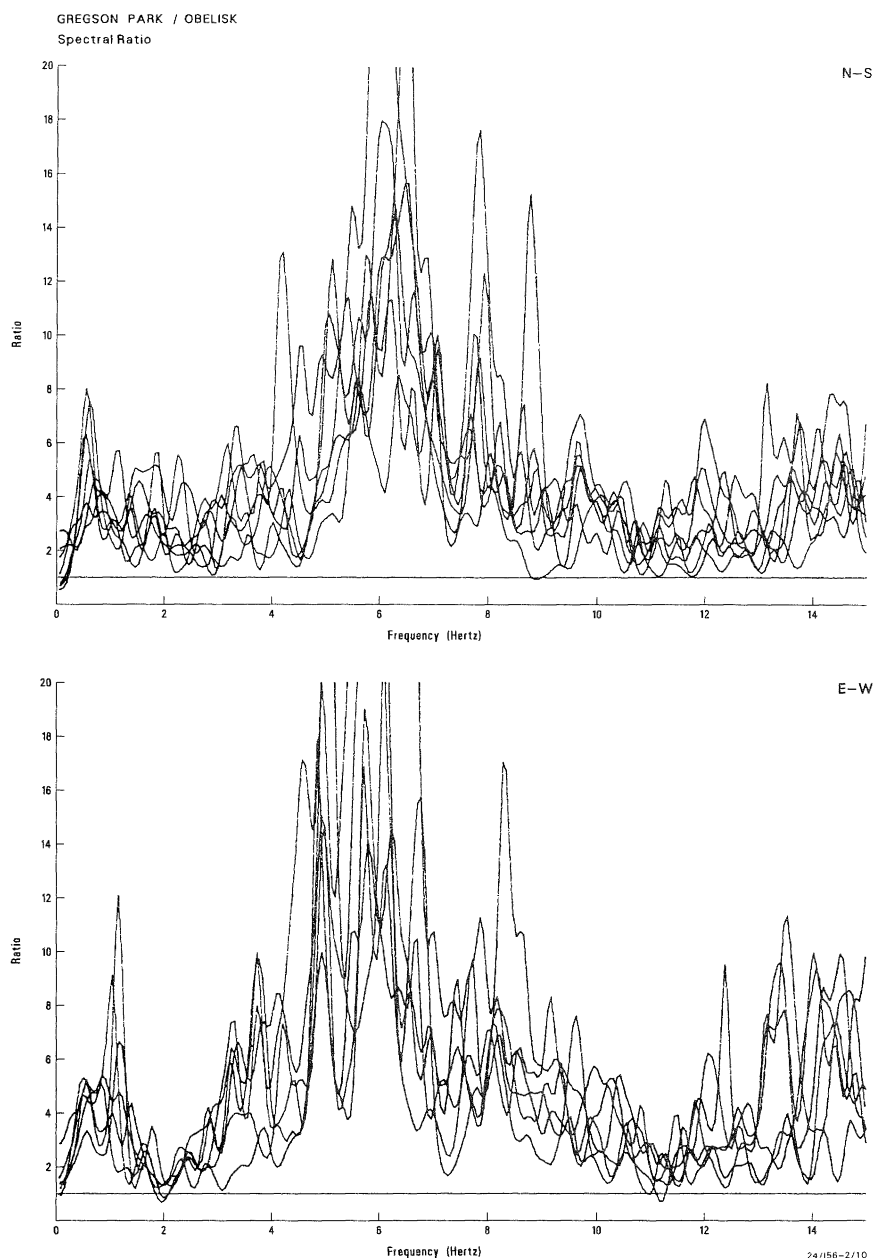 GREGSON PARK / OBELISK
Spectral Ratio
N-S
20
18
16
14
12
10
8
6
4
2
Ratio
0 2 4 6 8 10 12 14
Frequency (Hertz)
E-W
20
18
16
14
12
10
8
6
4
2
Ratio
0 2 4 6 8 10 12 14
Frequency (Hertz)
24/156-2/10